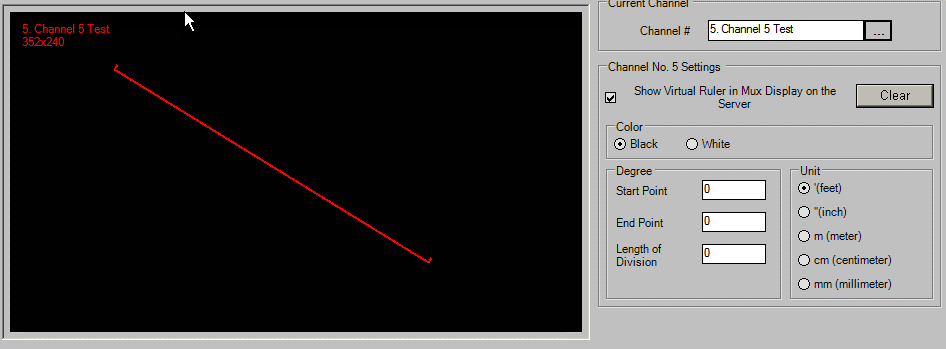 5. Channel 5 Test
352x240
Current Channel
Channel #
5. Channel 5 Test
...
Channel No. 5 Settings
Show Virtual Ruler in Mux Display on the
Server
Clear
Color
Black
White
Degree
Start Point
0
End Point
0
Length of
Division
0
Unit
'(feet)
"(inch)
m (meter)
cm (centimeter)
mm (millimeter)